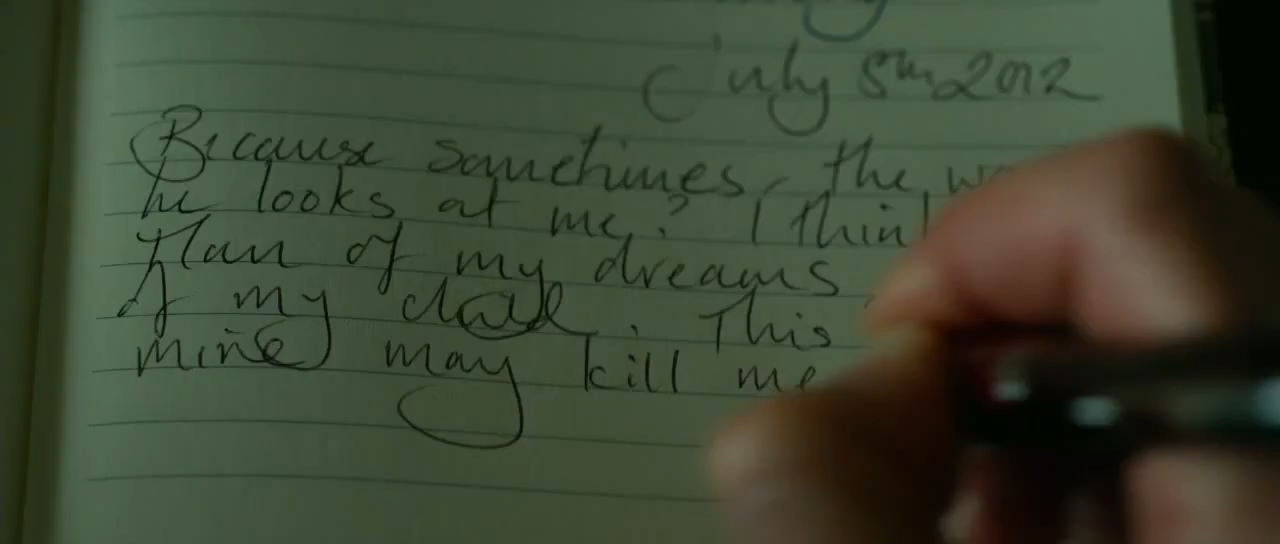 July 5th 2012
Because sometimes, the
he looks at me? I
Man of my dreams
of my This
mine may kill me